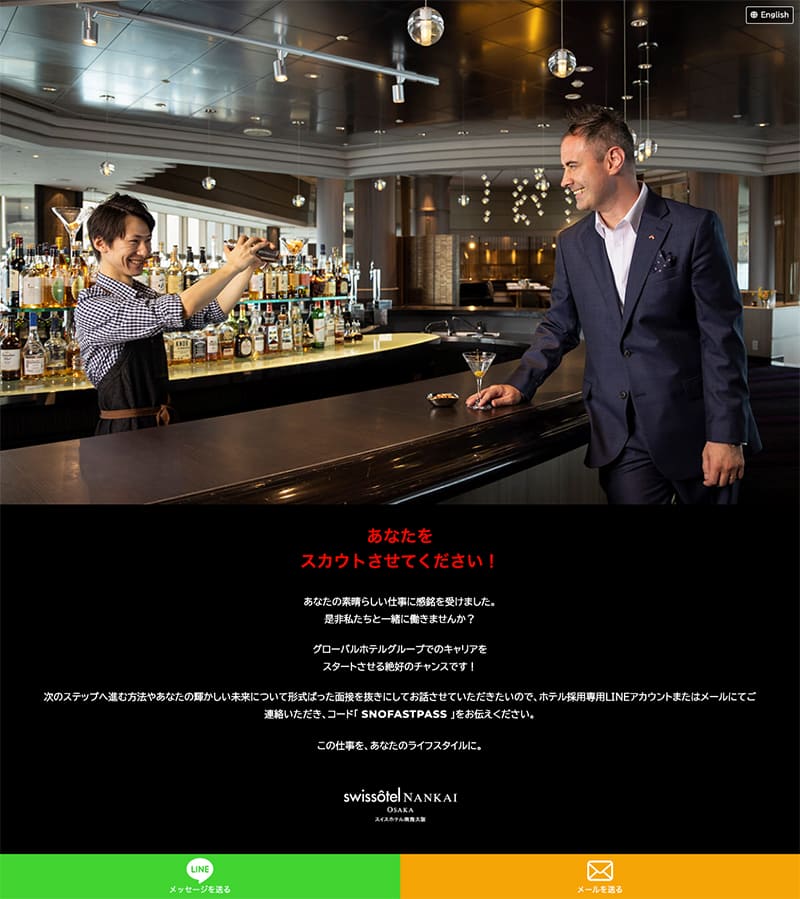 English
あなたを
スカウトさせてください！
あなたの素晴らしい仕事に感銘を受けました。
是非私たちと一緒に働きませんか？
グローバルホテルグループでのキャリアを
スタートさせる絶好のチャンスです！
次のステップへ進む方法やあなたの輝かしい未来について形式ばった面接を抜きにしてお話させていただきたいので、ホテル採用専用LINEアカウントまたはメールにてご
連絡いただき、コード「 SNOFASTPASS 」をお伝えください。
この仕事を、あなたのライフスタイルに。
swissôtel NANKAI
OSAKA
スイスホテル南海大阪
LINE
メッセージを送る
メールを送る